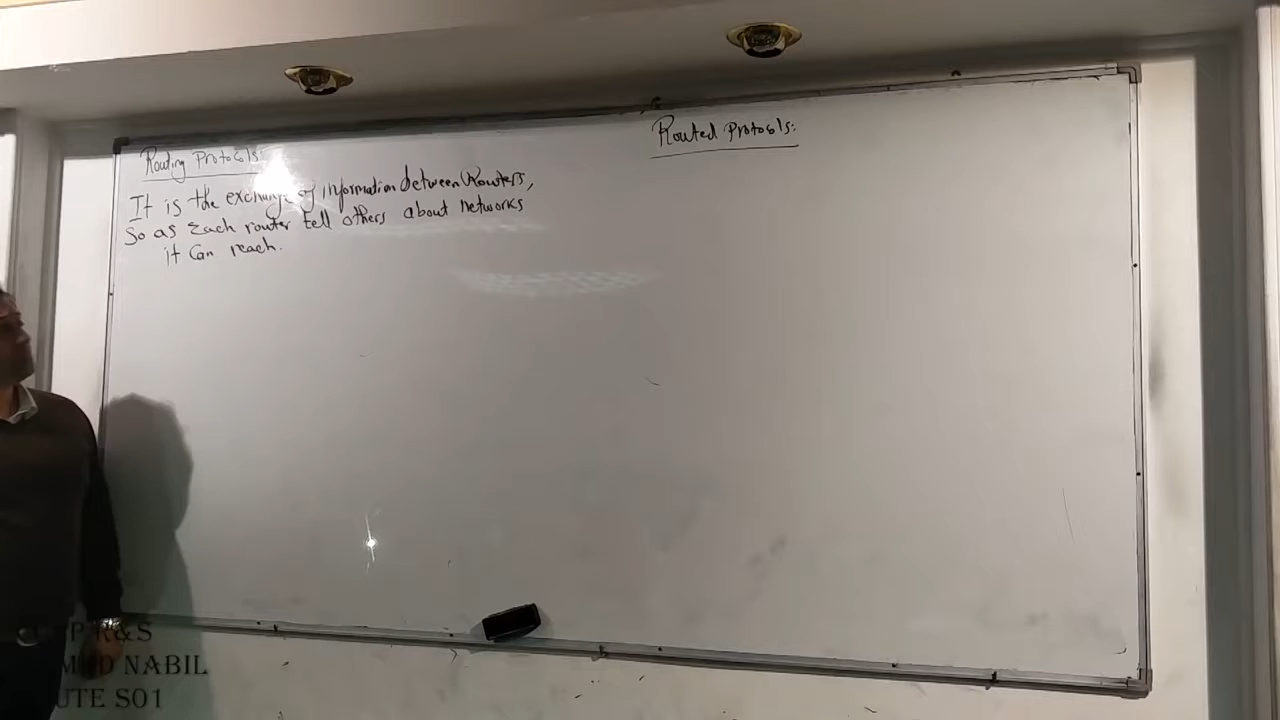 Routing Protocols:
It is the exchange of information between Routers,
So as Each router tell others about networks
it Can reach.
Routed Protocols:
P R&S
NABIL
UTE S01